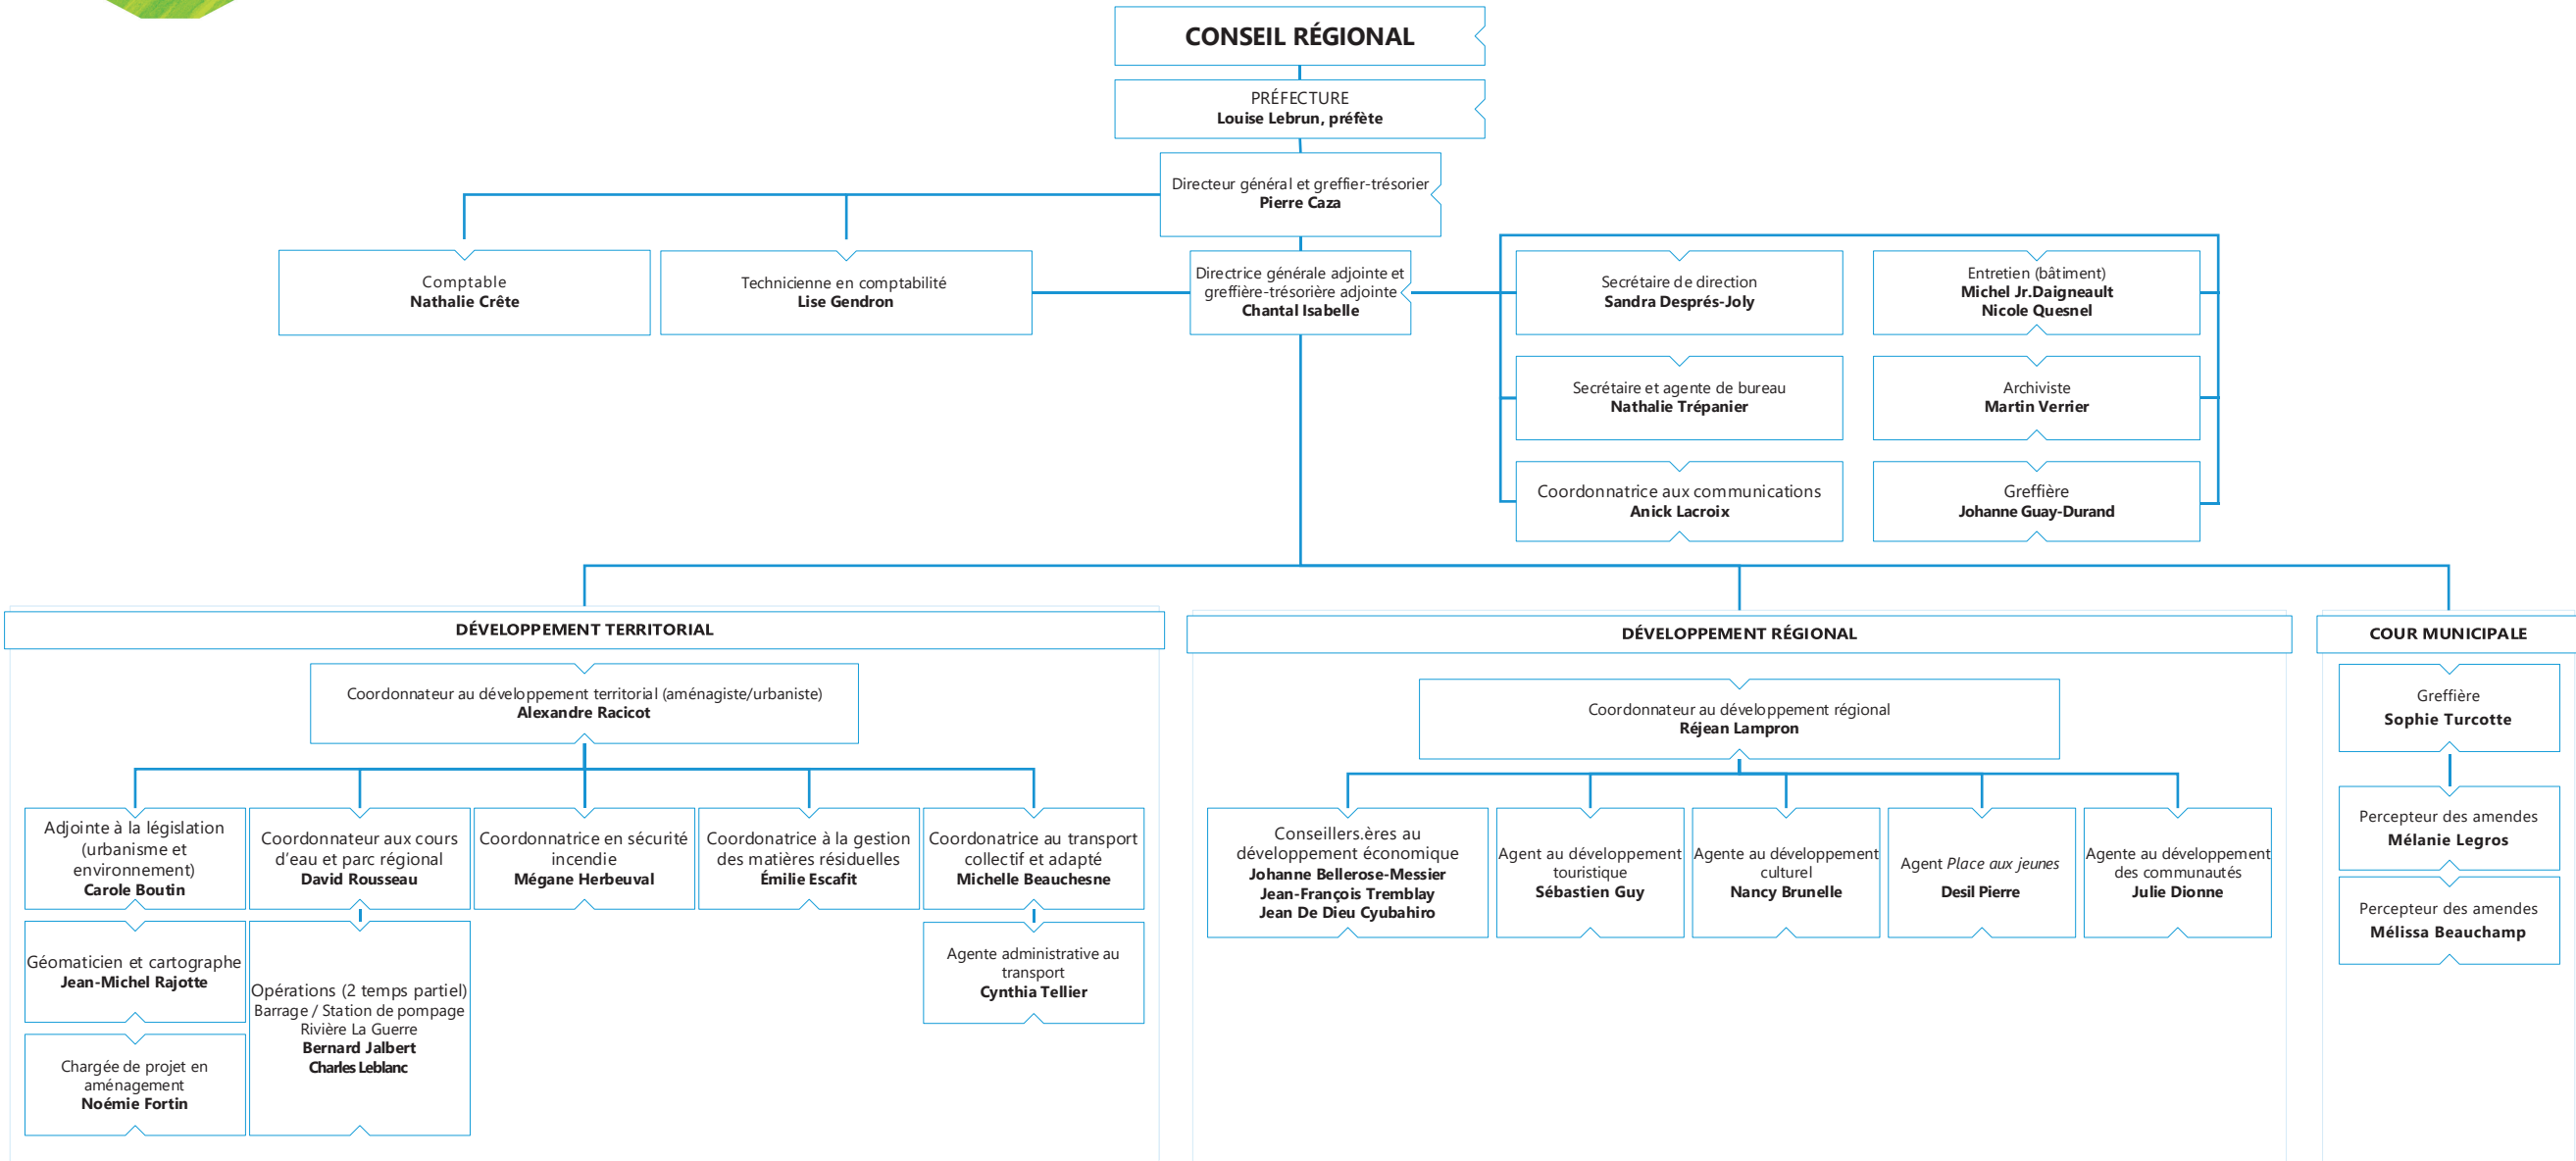 CONSEIL RÉGIONAL
PRÉFECTURE
Louise Lebrun, préfète
Directeur général et greffier-trésorier
Pierre Caza
Comptable
Nathalie Crête
Technicienne en comptabilité
Lise Gendron
Directrice générale adjointe et
greffière-trésorière adjointe
Chantal Isabelle
Secrétaire de direction
Sandra Després-Joly
Entretien (bâtiment)
Michel Jr.Daigneault
Nicole Quesnel
Secrétaire et agente de bureau
Nathalie Trépanier
Archiviste
Martin Verrier
Coordonnatrice aux communications
Anick Lacroix
Greffière
Johanne Guay-Durand
DÉVELOPPEMENT TERRITORIAL
Coordonnateur au développement territorial (aménagiste/urbaniste)
Alexandre Racicot
Adjointe à la législation
(urbanisme et
environnement)
Carole Boutin
Coordonnateur aux cours
d'eau et parc régional
David Rousseau
Coordonnatrice en sécurité
incendie
Mégane Herbeuval
Coordonatrice à la gestion
des matières résiduelles
Émilie Escafit
Coordonatrice au transport
collectif et adapté
Michelle Beauchesne
Géomaticien et cartographe
Jean-Michel Rajotte
Opérations (2 temps partiel)
Barrage / Station de pompage
Rivière La Guerre
Bernard Jalbert
Charles Leblanc
Agente administrative au
transport
Cynthia Tellier
Chargée de projet en
aménagement
Noémie Fortin
DÉVELOPPEMENT RÉGIONAL
Coordonnateur au développement régional
Réjean Lampron
Conseillers.ères au
développement économique
Johanne Bellerose-Messier
Jean-François Tremblay
Jean De Dieu Cyubahiro
Agent au développement
touristique
Sébastien Guy
Agente au développement
culturel
Nancy Brunelle
Agent Place aux jeunes
Desil Pierre
Agente au développement
des communautés
Julie Dionne
COUR MUNICIPALE
Greffière
Sophie Turcotte
Percepteur des amendes
Mélanie Legros
Percepteur des amendes
Mélissa Beauchamp